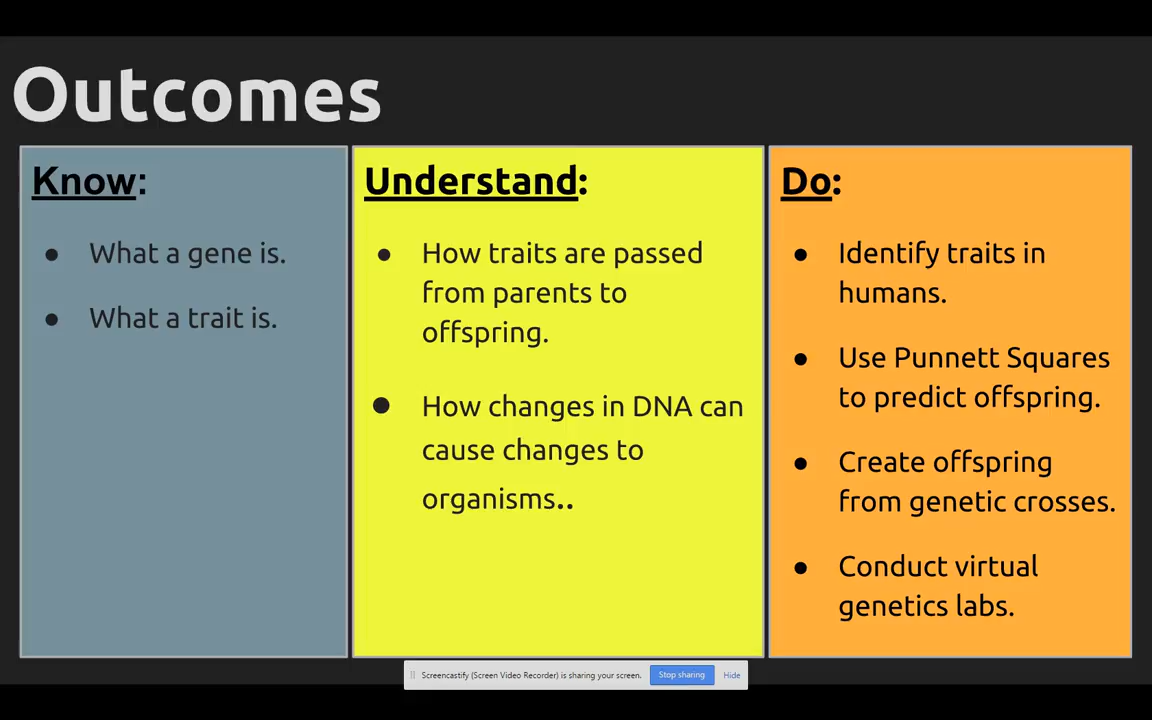 Outcomes
Know:
● What a gene is.
● What a trait is.
Understand:
● How traits are passed
from parents to
offspring.
● How changes in DNA can
cause changes to
organisms..
Do:
● Identify traits in
humans.
● Use Punnett Squares
to predict offspring.
● Create offspring
from genetic crosses.
● Conduct virtual
genetics labs.
Screencastify (Screen Video Recorder) is sharing your screen. Stop sharing Hide